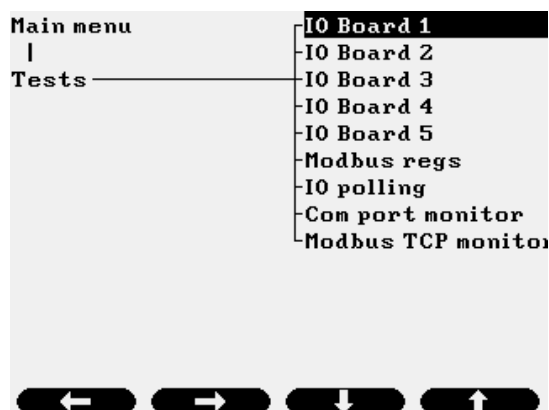 Main menu
Tests
IO Board 1
IO Board 2
IO Board 3
IO Board 4
IO Board 5
Modbus regs
IO polling
Com port monitor
Modbus TCP monitor